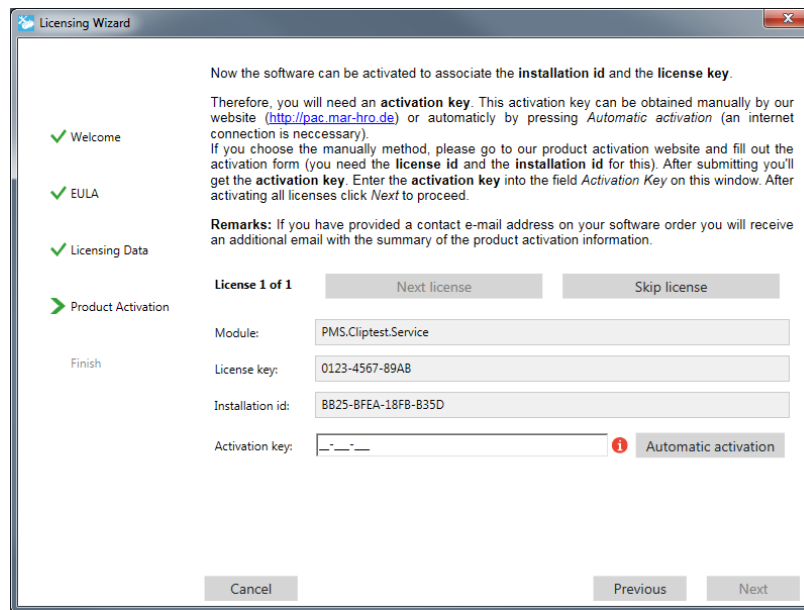 Licensing Wizard
Now the software can be activated to associate the installation id and the license key.
Therefore, you will need an activation key. This activation key can be obtained manually by our
website (http://pac.mar-hro.de) or automaticly by pressing Automatic activation (an internet
connection is neccessary).
If you choose the manually method, please go to our product activation website and fill out the
activation form (you need the license id and the installation id for this). After submitting you'll
get the activation key. Enter the activation key into the field Activation Key on this window. After
activating all licenses click Next to proceed.
Remarks: If you have provided a contact e-mail address on your software order you will receive
an additional email with the summary of the product activation information.
Welcome
EULA
Licensing Data
Product Activation
Finish
License 1 of 1 Next license Skip license
Module: PMS.Cliptest.Service
License key: 0123-4567-89AB
Installation id: BB25-BFEA-18FB-B35D
Activation key: __-__-__ Automatic activation
Cancel Previous Next